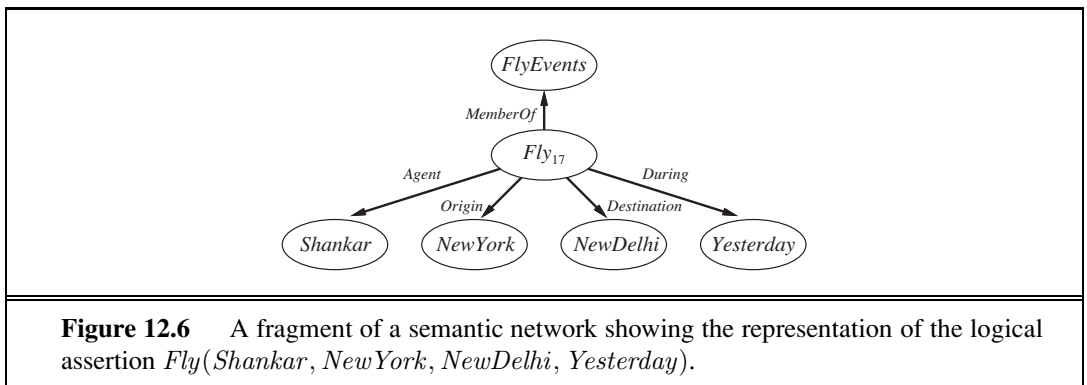 FlyEvents
MemberOf
Fly₁₇
Agent
During
Origin
Destination
Shankar
NewYork
NewDelhi
Yesterday
Figure 12.6 A fragment of a semantic network showing the representation of the logical
assertion Fly(Shankar, NewYork, NewDelhi, Yesterday).